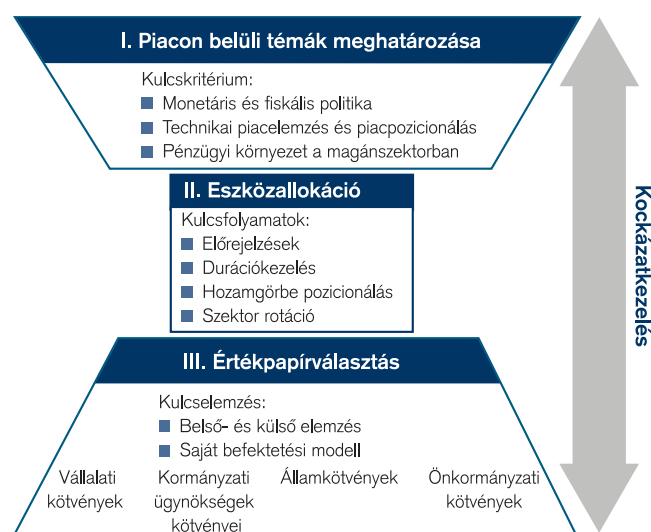 I. Piacon belüli témák meghatározása
Kulcskritérium:
Monetáris és fiskális politika
Technikai piacelemzés és piacpozicionálás
Pénzügyi környezet a magánszektorban
II. Eszközallokáció
Kulcsfolyamatok:
Előrejelzések
Durációkezelés
Hozamgörbe pozicionálás
Szektor rotáció
III. Értékpapírválasztás
Kulcselemzés:
Belső- és külső elemzés
Saját befektetési modell
Vállalati
kötvények
Kormányzati
ügynökségek
kötvényei
Államkötvények
Önkormányzati
kötvények
Kockázatkezelés